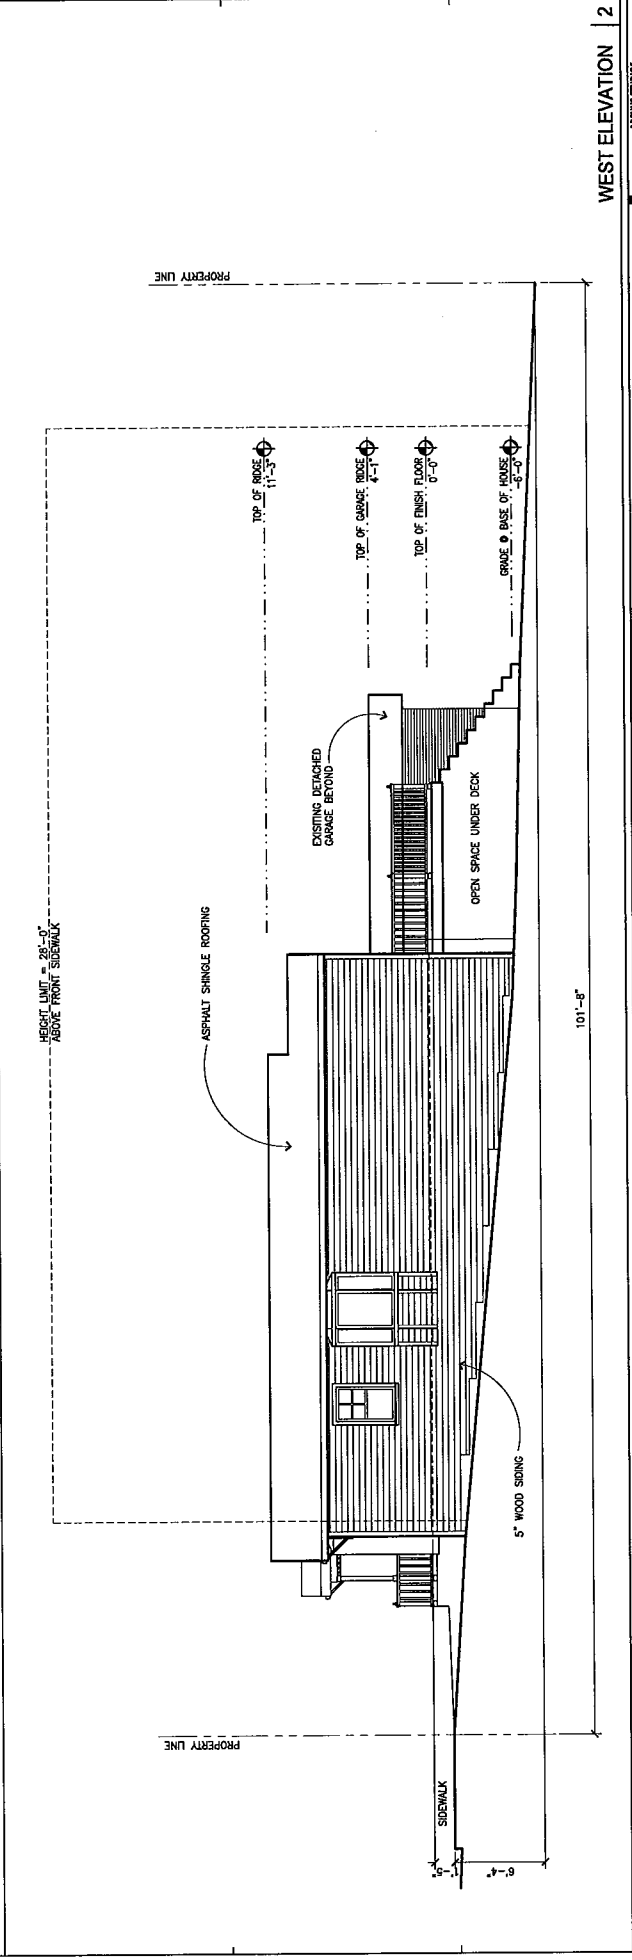 HEIGHT LIMIT = 28'-0"
ABOVE FRONT SIDEWALK
ASPHALT SHINGLE ROOFING
TOP OF RIDGE
11'-3"
EXISITING DETACHED
GARAGE BEYOND
TOP OF GARAGE RIDGE
4'-1"
TOP OF FINISH FLOOR
0'-0"
GRADE @ BASE OF HOUSE
-6'-0"
OPEN SPACE UNDER DECK
5" WOOD SIDING
PROPERTY LINE
PROPERTY LINE
SIDEWALK
1'-5"
6'-4"
101'-8"
WEST ELEVATION
2